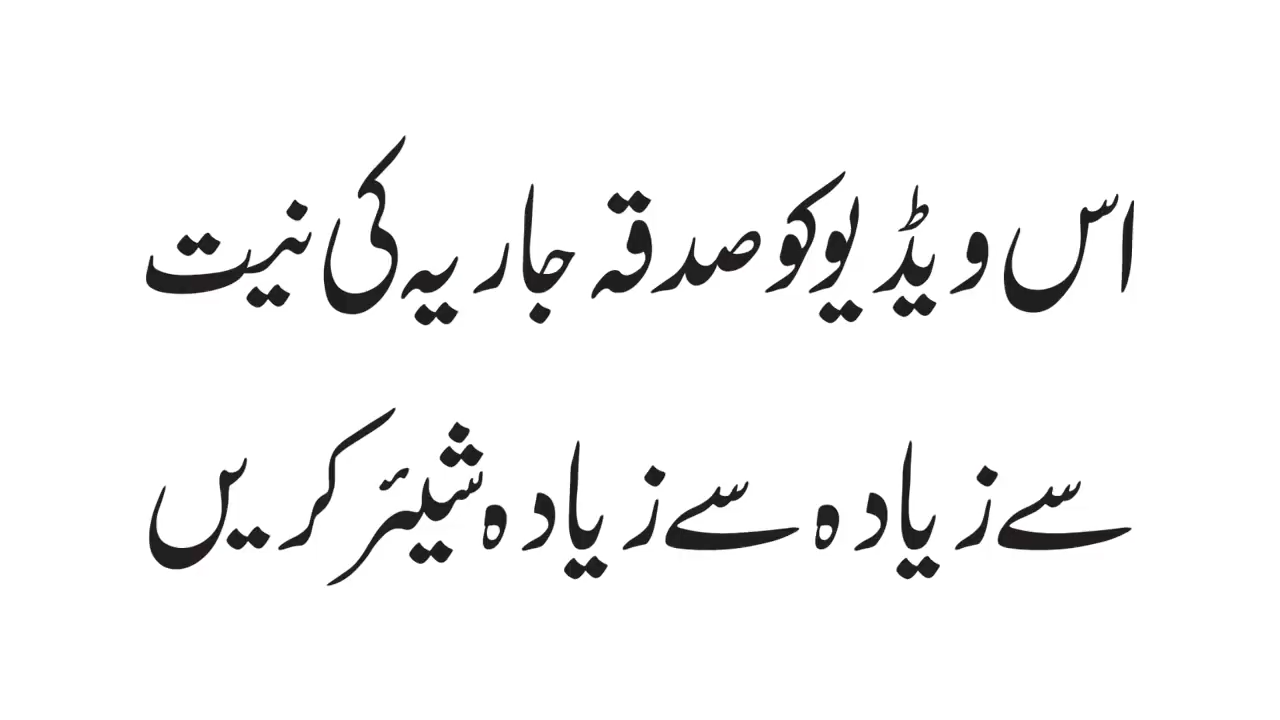 اس ویڈیو کو صدقہ جاریہ کی نیت
سے زیادہ سے زیادہ شیئر کریں